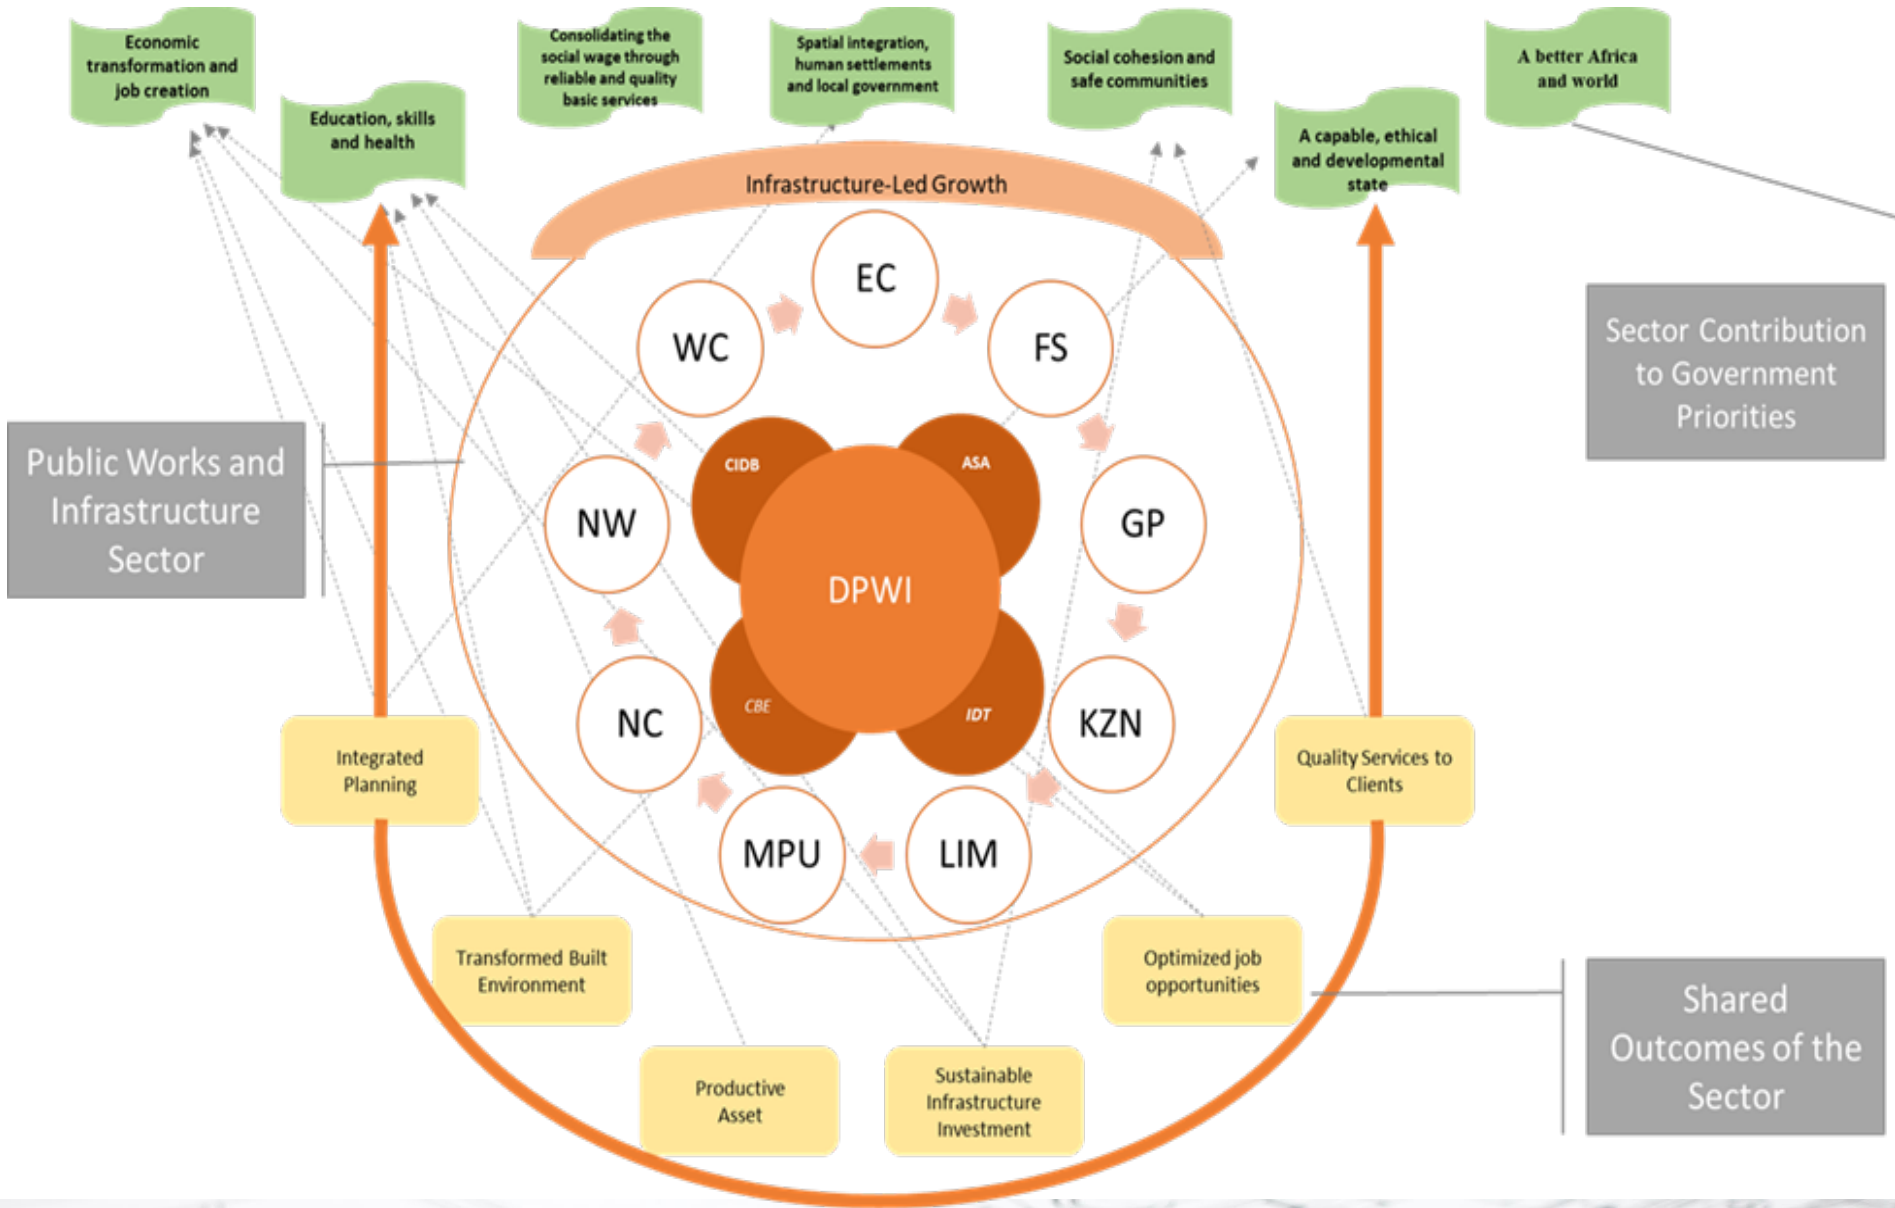 Economic
transformation and
job creation
Education, skills
and health
Consolidating the
social wage through
reliable and quality
basic services
Spatial integration,
human settlements
and local government
Social cohesion and
safe communities
A capable, ethical
and developmental
state
A better Africa
and world
Infrastructure-Led Growth
EC
FS
GP
KZN
LIM
MPU
NC
NW
WC
CIDB
ASA
DPWI
CBE
IDT
Public Works and
Infrastructure
Sector
Sector Contribution
to Government
Priorities
Integrated
Planning
Quality Services to
Clients
Transformed Built
Environment
Optimized job
opportunities
Productive
Asset
Sustainable
Infrastructure
Investment
Shared
Outcomes of the
Sector